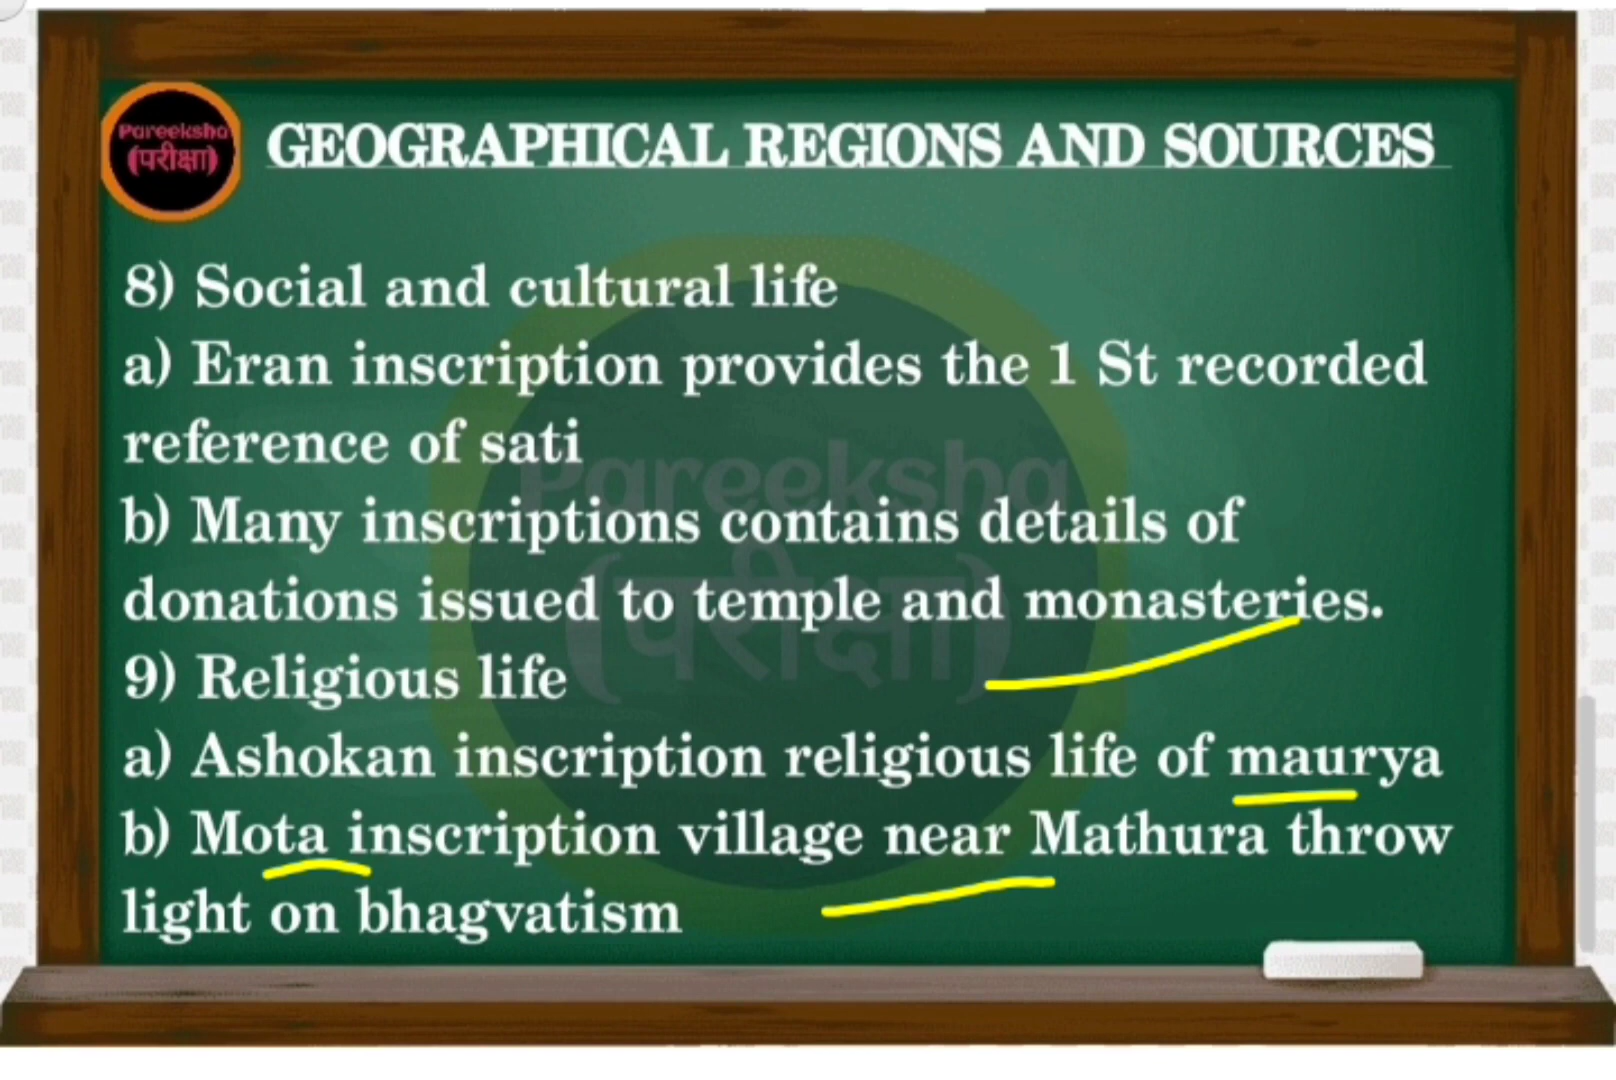 Pareeksha
(परीक्षा)
GEOGRAPHICAL REGIONS AND SOURCES
8) Social and cultural life
a) Eran inscription provides the 1 St recorded
reference of sati
b) Many inscriptions contains details of
donations issued to temple and monasteries.
9) Religious life
a) Ashokan inscription religious life of maurya
b) Mota inscription village near Mathura throw
light on bhagvatism
Pareeksha
(परीक्षा)